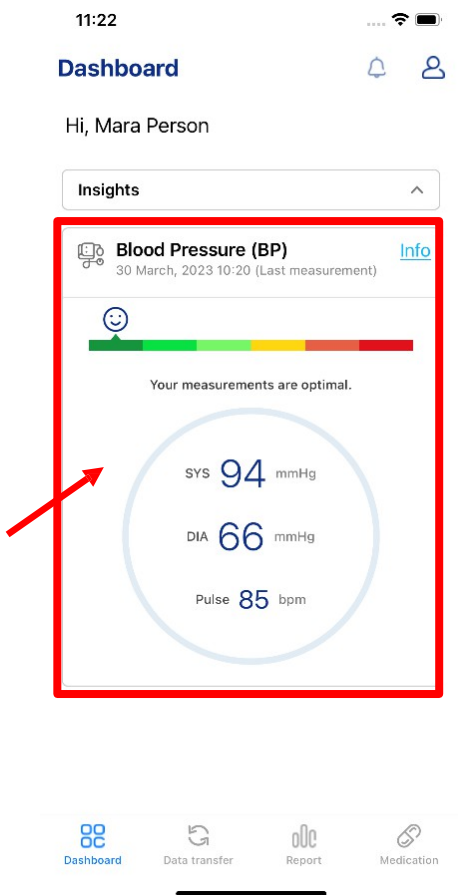 11:22
Dashboard
Hi, Mara Person
Insights
Blood Pressure (BP) Info
30 March, 2023 10:20 (Last measurement)
Your measurements are optimal.
SYS 94 mmHg
DIA 66 mmHg
Pulse 85 bpm
Dashboard Data transfer Report Medication